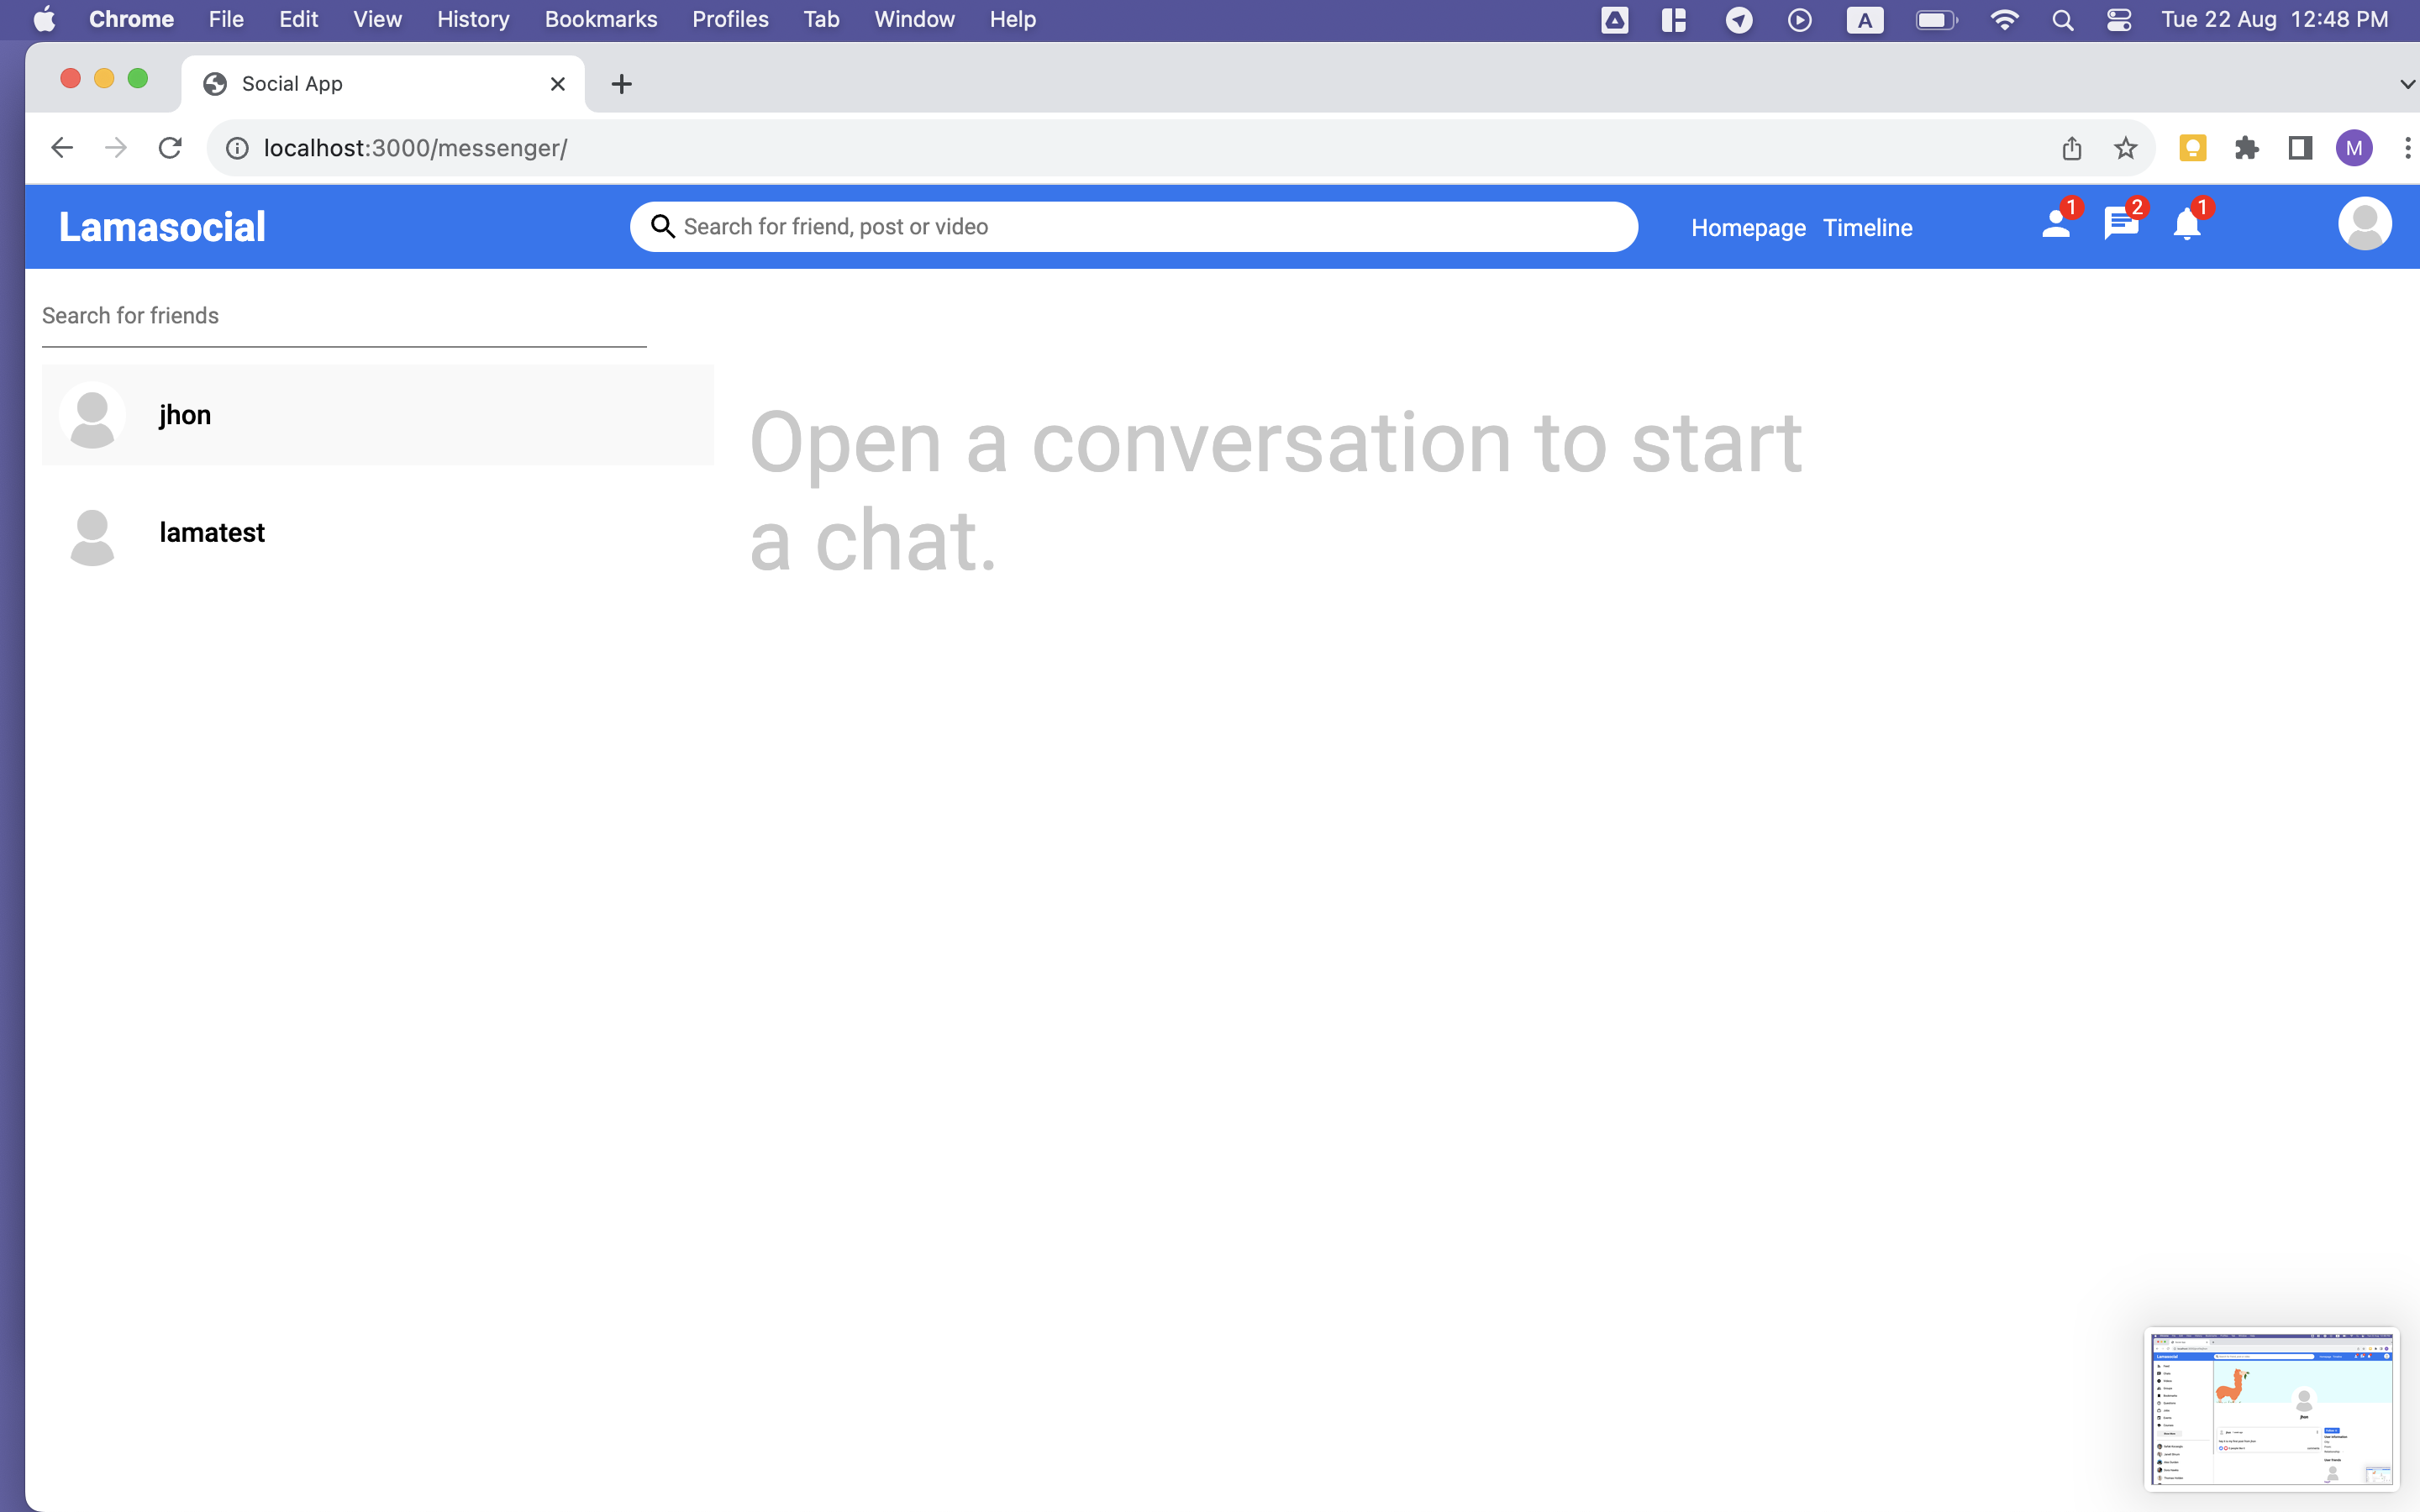 Chrome File Edit View History Bookmarks Profiles Tab Window Help A Tue 22 Aug 12:48 PM
Social App
localhost:3000/messenger/ M
Lamasocial Search for friend, post or video Homepage Timeline 1 2 1
Search for friends
jhon
lamatest
Open a conversation to start
a chat.
Lamasocial
jhon